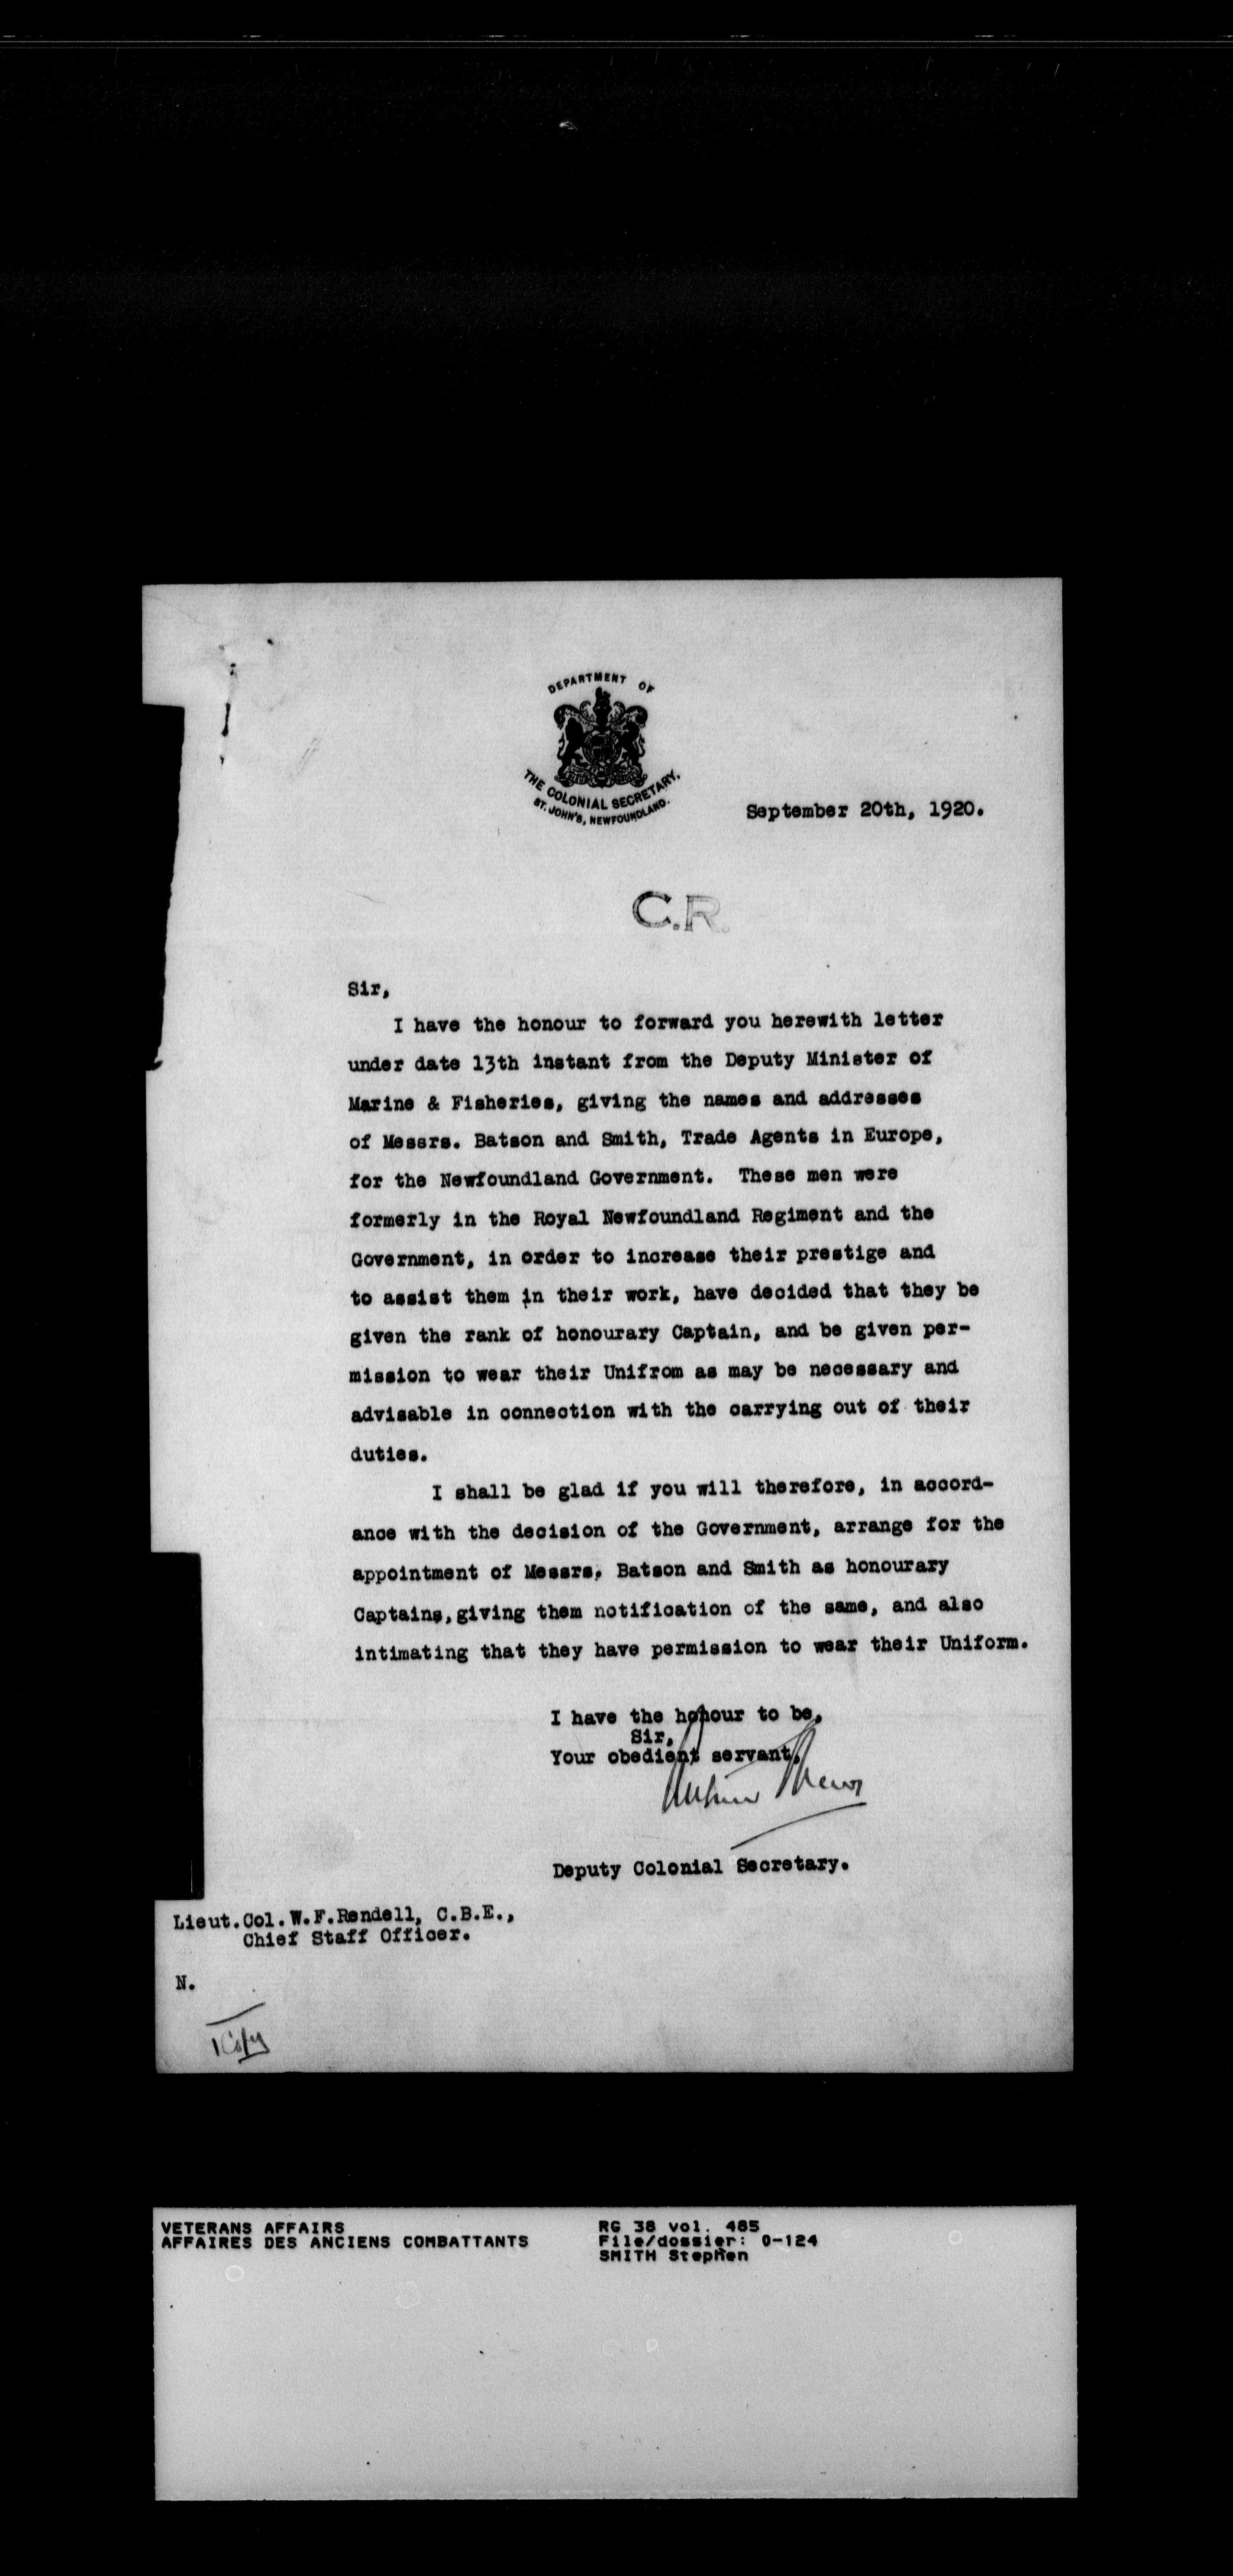 DEPARTMENT OF
THE COLONIAL SECRETARY,
ST. JOHN'S, NEWFOUNDLAND.
September 20th, 1920.
C.R.
Sir,
I have the honour to forward you herewith letter
under date 13th instant from the Deputy Minister of
Marine & Fisheries, giving the names and addresses
of Messrs. Batson and Smith, Trade Agents in Europe,
for the Newfoundland Government. These men were
formerly in the Royal Newfoundland Regiment and the
Government, in order to increase their prestige and
to assist them in their work, have decided that they be
given the rank of honourary Captain, and be given per-
mission to wear their Unifrom as may be necessary and
advisable in connection with the carrying out of their
duties.
I shall be glad if you will therefore, in accord-
ance with the decision of the Government, arrange for the
appointment of Messrs, Batson and Smith as honourary
Captains, giving them notification of the same, and also
intimating that they have permission to wear their Uniform.
I have the honour to be,
Sir,
Your obedient servant,
Arthur Mews
Deputy Colonial Secretary.
Lieut.Col.W.F.Rendell, C.B.E.,
Chief Staff Officer.
N.
1 Copy
VETERANS AFFAIRS
AFFAIRES DES ANCIENS COMBATTANTS
RG 38 vol. 485
File/dossier: O-124
SMITH Stephen